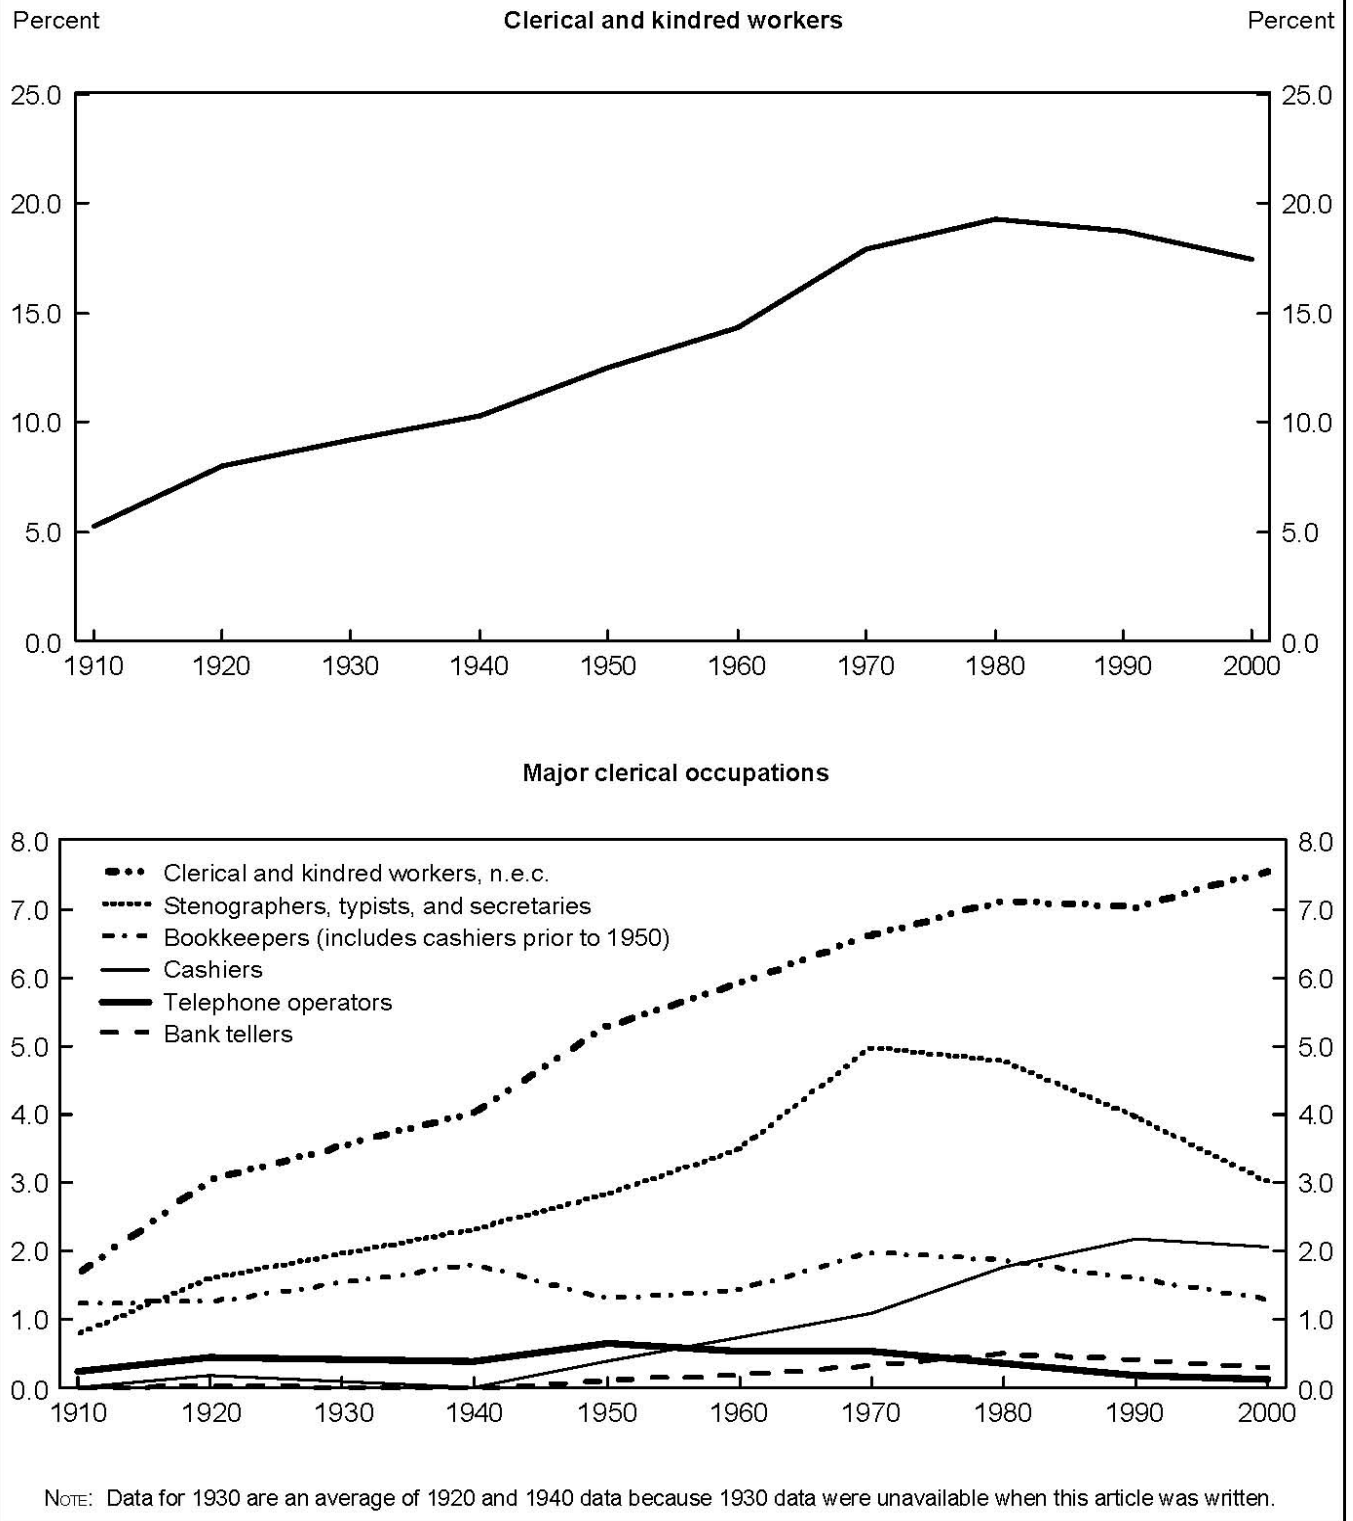 Percent Clerical and kindred workers Percent
25.0 25.0
20.0 20.0
15.0 15.0
10.0 10.0
5.0 5.0
0.0 0.0
1910 1920 1930 1940 1950 1960 1970 1980 1990 2000
Major clerical occupations
8.0 8.0
Clerical and kindred workers, n.e.c.
7.0 Stenographers, typists, and secretaries 7.0
Bookkeepers (includes cashiers prior to 1950)
6.0 Cashiers 6.0
Telephone operators
5.0 Bank tellers 5.0
4.0 4.0
3.0 3.0
2.0 2.0
1.0 1.0
0.0 0.0
1910 1920 1930 1940 1950 1960 1970 1980 1990 2000
NOTE: Data for 1930 are an average of 1920 and 1940 data because 1930 data were unavailable when this article was written.